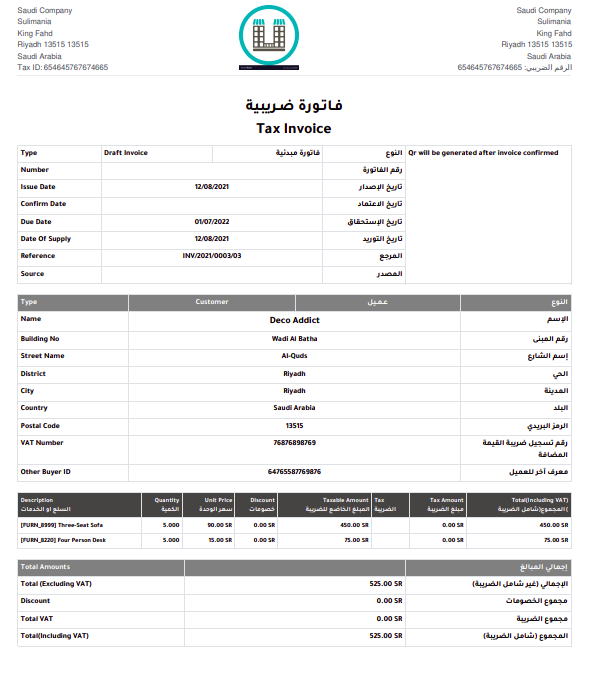 Saudi Company
Sulimania
King Fahd
Riyadh 13515 13515
Saudi Arabia
Tax ID: 654645767674665
Saudi Company
Sulimania
King Fahd
Riyadh 13515 13515
Saudi Arabia
الرقم الضريبي: 654645767674665
فاتورة ضريبية
Tax Invoice
Type Draft Invoice فاتورة مبدئية النوع Qr will be generated after invoice confirmed
Number رقم الفاتورة
Issue Date 12/08/2021 تاريخ الإصدار
Confirm Date تاريخ الاعتماد
Due Date 01/07/2022 تاريخ الإستحقاق
Date Of Supply 12/08/2021 تاريخ التوريد
Reference INV/2021/0003/03 المرجع
Source المصدر
Type Customer عميل النوع
Name Deco Addict الإسم
Building No Wadi Al Batha رقم المبنى
Street Name Al-Quds إسم الشارع
District Riyadh الحي
City Riyadh المدينة
Country Saudi Arabia البلد
Postal Code 13515 الرمز البريدي
VAT Number 76876898769 رقم تسجيل ضريبة القيمة
المضافة
Other Buyer ID 64765587769876 معرف آخر للعميل
Description Quantity Unit Price Discount Taxable Amount Tax Tax Amount Total(Including VAT)
السلع او الخدمات الكمية سعر الوحدة خصومات المبلغ الخاضع للضريبة الضريبة مبلغ الضريبة المجموع(شامل الضريبة (
[FURN_8999] Three-Seat Sofa 5.000 90.00 SR 0.00 SR 450.00 SR 0.00 SR 450.00 SR
[FURN_8220] Four Person Desk 5.000 15.00 SR 0.00 SR 75.00 SR 0.00 SR 75.00 SR
Total Amounts إجمالي المبالغ
Total (Excluding VAT) 525.00 SR الإجمالي (غير شامل الضريبة)
Discount 0.00 SR مجموع الخصومات
Total VAT 0.00 SR مجموع الضريبة
Total(Including VAT) 525.00 SR المجموع (شامل الضريبة)